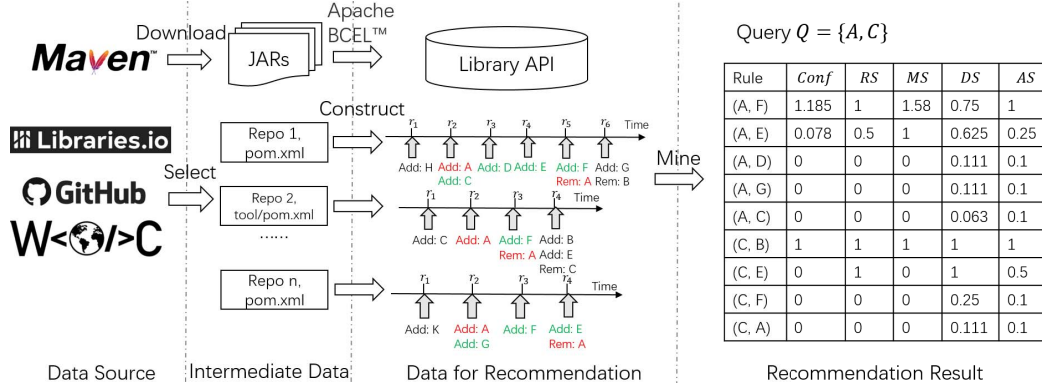 Maven™
Download
JARs
Apache
BCEL™
Library API
Libraries.io
GitHub
W</>C
Select
Repo 1,
pom.xml
Repo 2,
tool/pom.xml
......
Repo n,
pom.xml
Construct
r1 r2 r3 r4 r5 r6 Time
Add: H Add: A Add: D Add: E Add: F Add: G
Add: C Rem: A Rem: B
r1 r2 r3 r4 Time
Add: C Add: A Add: F Add: B
Rem: A Add: E
Rem: C
r1 r2 r3 r4 Time
Add: K Add: A Add: F Add: E
Add: G Rem: A
Mine
Query Q = {A, C}
Rule Conf RS MS DS AS
(A, F) 1.185 1 1.58 0.75 1
(A, E) 0.078 0.5 1 0.625 0.25
(A, D) 0 0 0 0.111 0.1
(A, G) 0 0 0 0.111 0.1
(A, C) 0 0 0 0.063 0.1
(C, B) 1 1 1 1 1
(C, E) 0 1 0 1 0.5
(C, F) 0 0 0 0.25 0.1
(C, A) 0 0 0 0.111 0.1
Data Source
Intermediate Data
Data for Recommendation
Recommendation Result